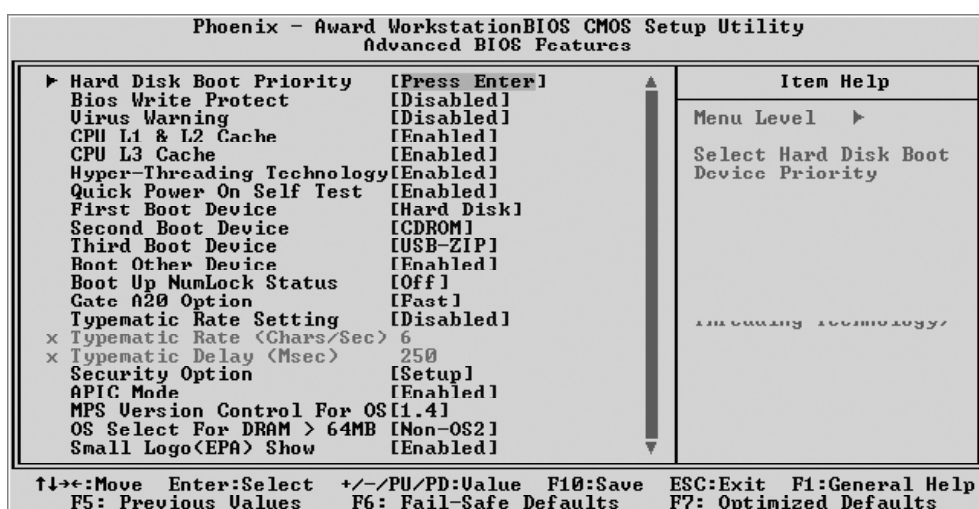 Phoenix - Award WorkstationBIOS CMOS Setup Utility
Advanced BIOS Features
► Hard Disk Boot Priority [Press Enter]
Bios Write Protect [Disabled]
Virus Warning [Disabled]
CPU L1 & L2 Cache [Enabled]
CPU L3 Cache [Enabled]
Hyper-Threading Technology[Enabled]
Quick Power On Self Test [Enabled]
First Boot Device [Hard Disk]
Second Boot Device [CDROM]
Third Boot Device [USB-ZIP]
Boot Other Device [Enabled]
Boot Up NumLock Status [Off]
Gate A20 Option [Fast]
Typematic Rate Setting [Disabled]
x Typematic Rate (Chars/Sec) 6
x Typematic Delay (Msec) 250
Security Option [Setup]
APIC Mode [Enabled]
MPS Version Control For OS[1.4]
OS Select For DRAM > 64MB [Non-OS2]
Small Logo(EPA) Show [Enabled]
Item Help
Menu Level ►
Select Hard Disk Boot
Device Priority
Threading Technology/
↑↓→←:Move Enter:Select +/-/PU/PD:Value F10:Save ESC:Exit F1:General Help
F5: Previous Values F6: Fail-Safe Defaults F7: Optimized Defaults